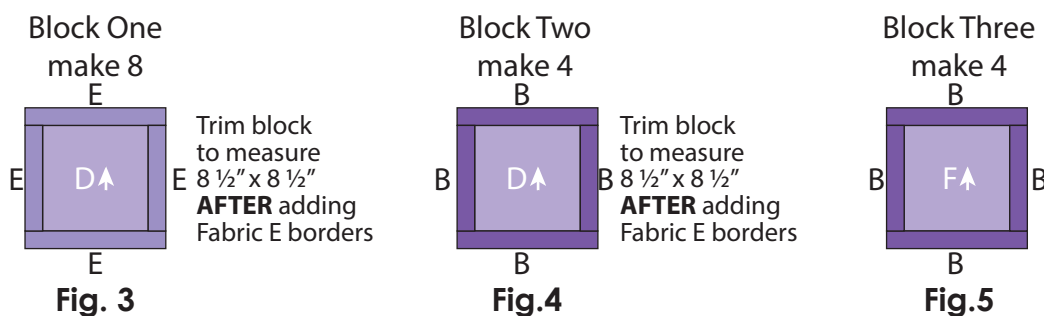 Block One
make 8
E
E
D
E
E
Fig. 3
Trim block
to measure
8 ½” x 8 ½”
AFTER adding
Fabric E borders
Block Two
make 4
B
B
D
B
B
Fig.4
Trim block
to measure
8 ½” x 8 ½”
AFTER adding
Fabric E borders
Block Three
make 4
B
B
F
B
B
Fig.5